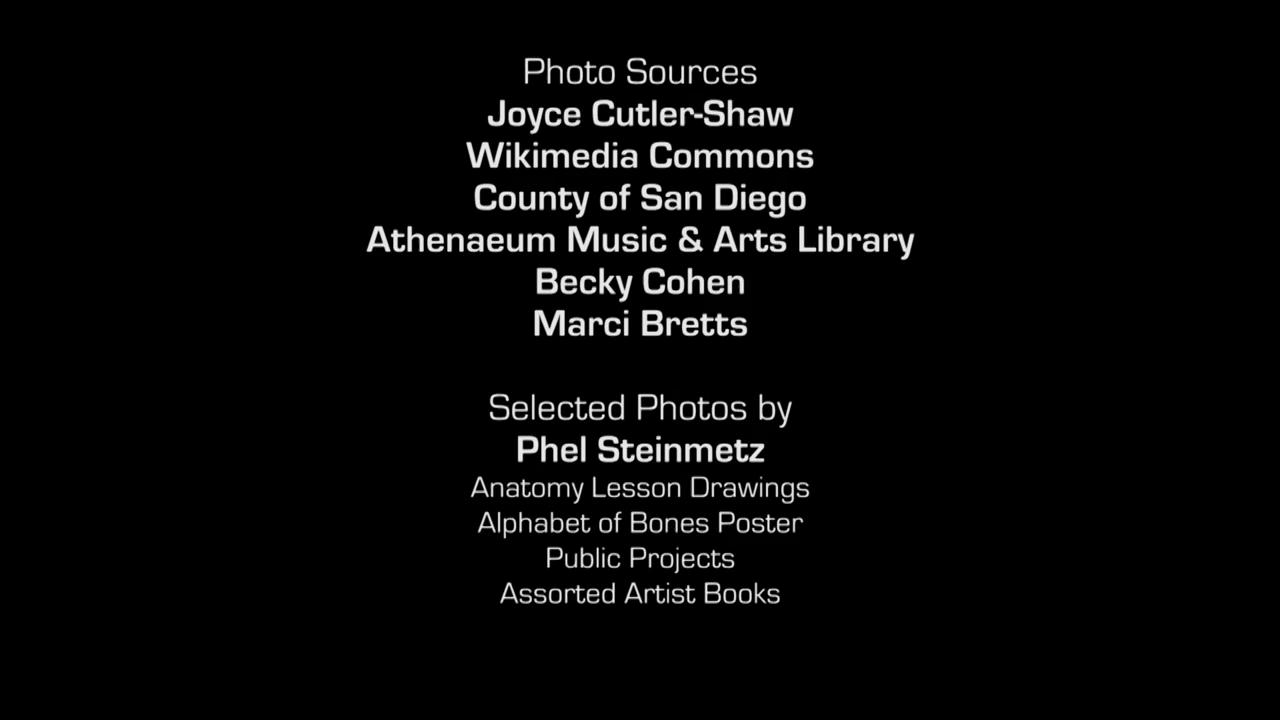 Photo Sources
Joyce Cutler-Shaw
Wikimedia Commons
County of San Diego
Athenaeum Music & Arts Library
Becky Cohen
Marci Bretts
Selected Photos by
Phel Steinmetz
Anatomy Lesson Drawings
Alphabet of Bones Poster
Public Projects
Assorted Artist Books